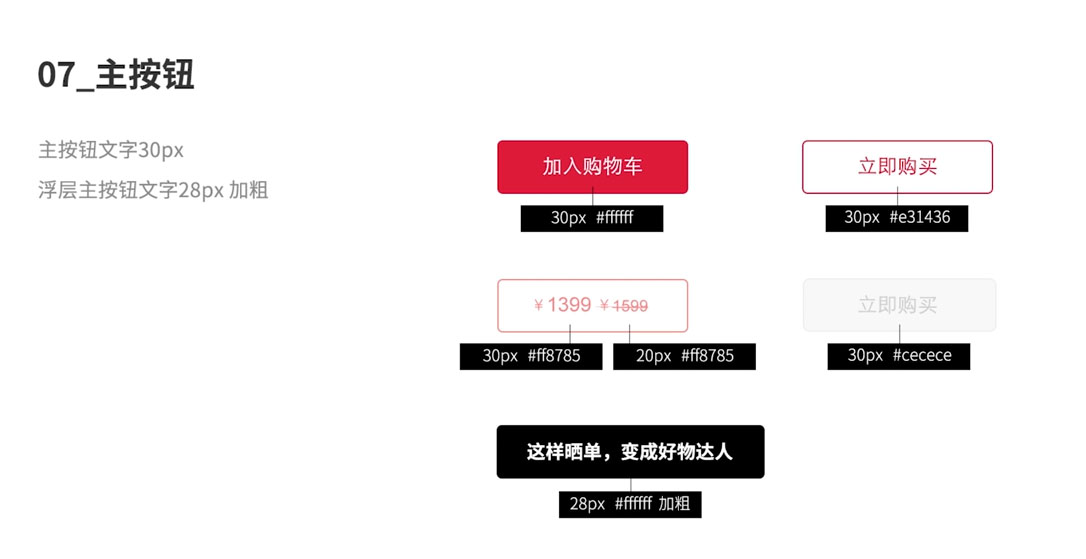 07_主按钮
主按钮文字30px
浮层主按钮文字28px 加粗
加入购物车
30px #ffffff
立即购买
30px #e31436
￥1399 ￥1599
30px #ff8785
20px #ff8785
立即购买
30px #cecece
这样晒单，变成好物达人
28px #ffffff 加粗